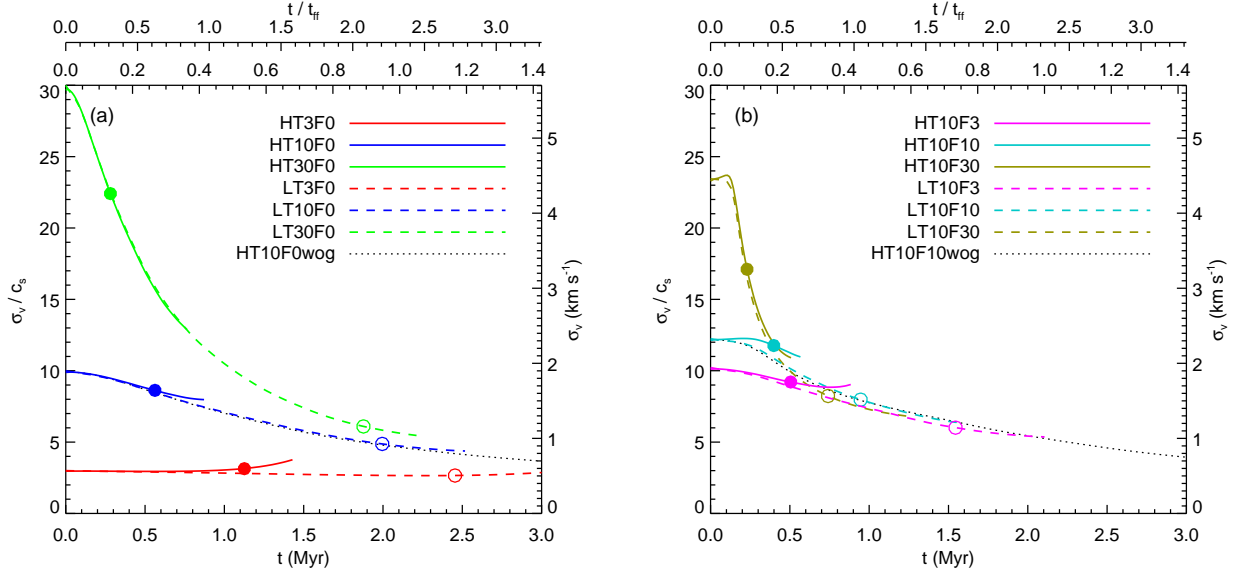 t / t_ff
0.0 0.5 1.0 1.5 2.0 2.5 3.0
0.0 0.2 0.4 0.6 0.8 1.0 1.2 1.4
(a)
HT3F0
HT10F0
HT30F0
LT3F0
LT10F0
LT30F0
HT10F0wog
30
25
20
15
10
5
0
σ_v / c_s
5
4
3
2
1
0
σ_v (km s⁻¹)
0.0 0.5 1.0 1.5 2.0 2.5 3.0
t (Myr)
t / t_ff
0.0 0.5 1.0 1.5 2.0 2.5 3.0
0.0 0.2 0.4 0.6 0.8 1.0 1.2 1.4
(b)
HT10F3
HT10F10
HT10F30
LT10F3
LT10F10
LT10F30
HT10F10wog
30
25
20
15
10
5
0
σ_v / c_s
5
4
3
2
1
0
σ_v (km s⁻¹)
0.0 0.5 1.0 1.5 2.0 2.5 3.0
t (Myr)